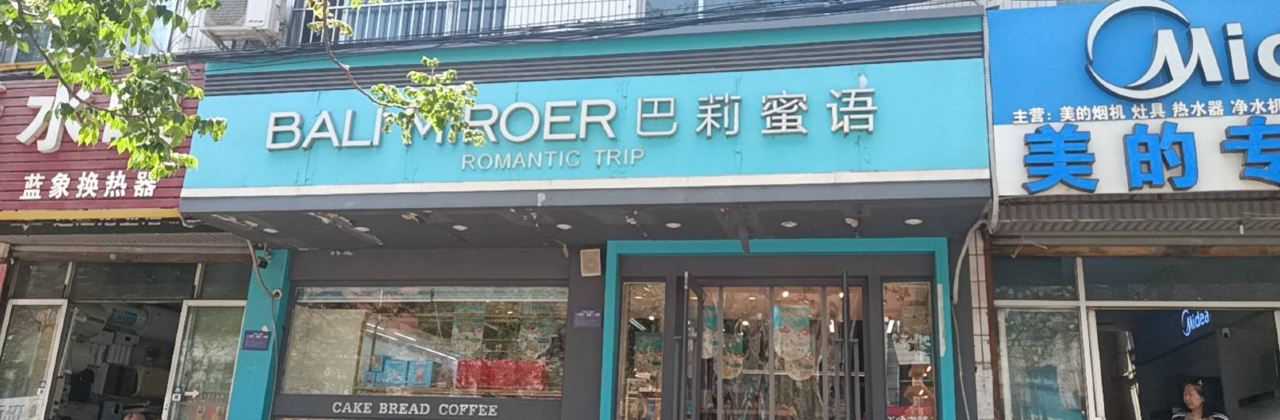 水
蓝象换热器
BALI MIROER 巴莉蜜语
ROMANTIC TRIP
CAKE BREAD COFFEE
Midea
主营：美的烟机 灶具 热水器 净水机
美的专
Midea